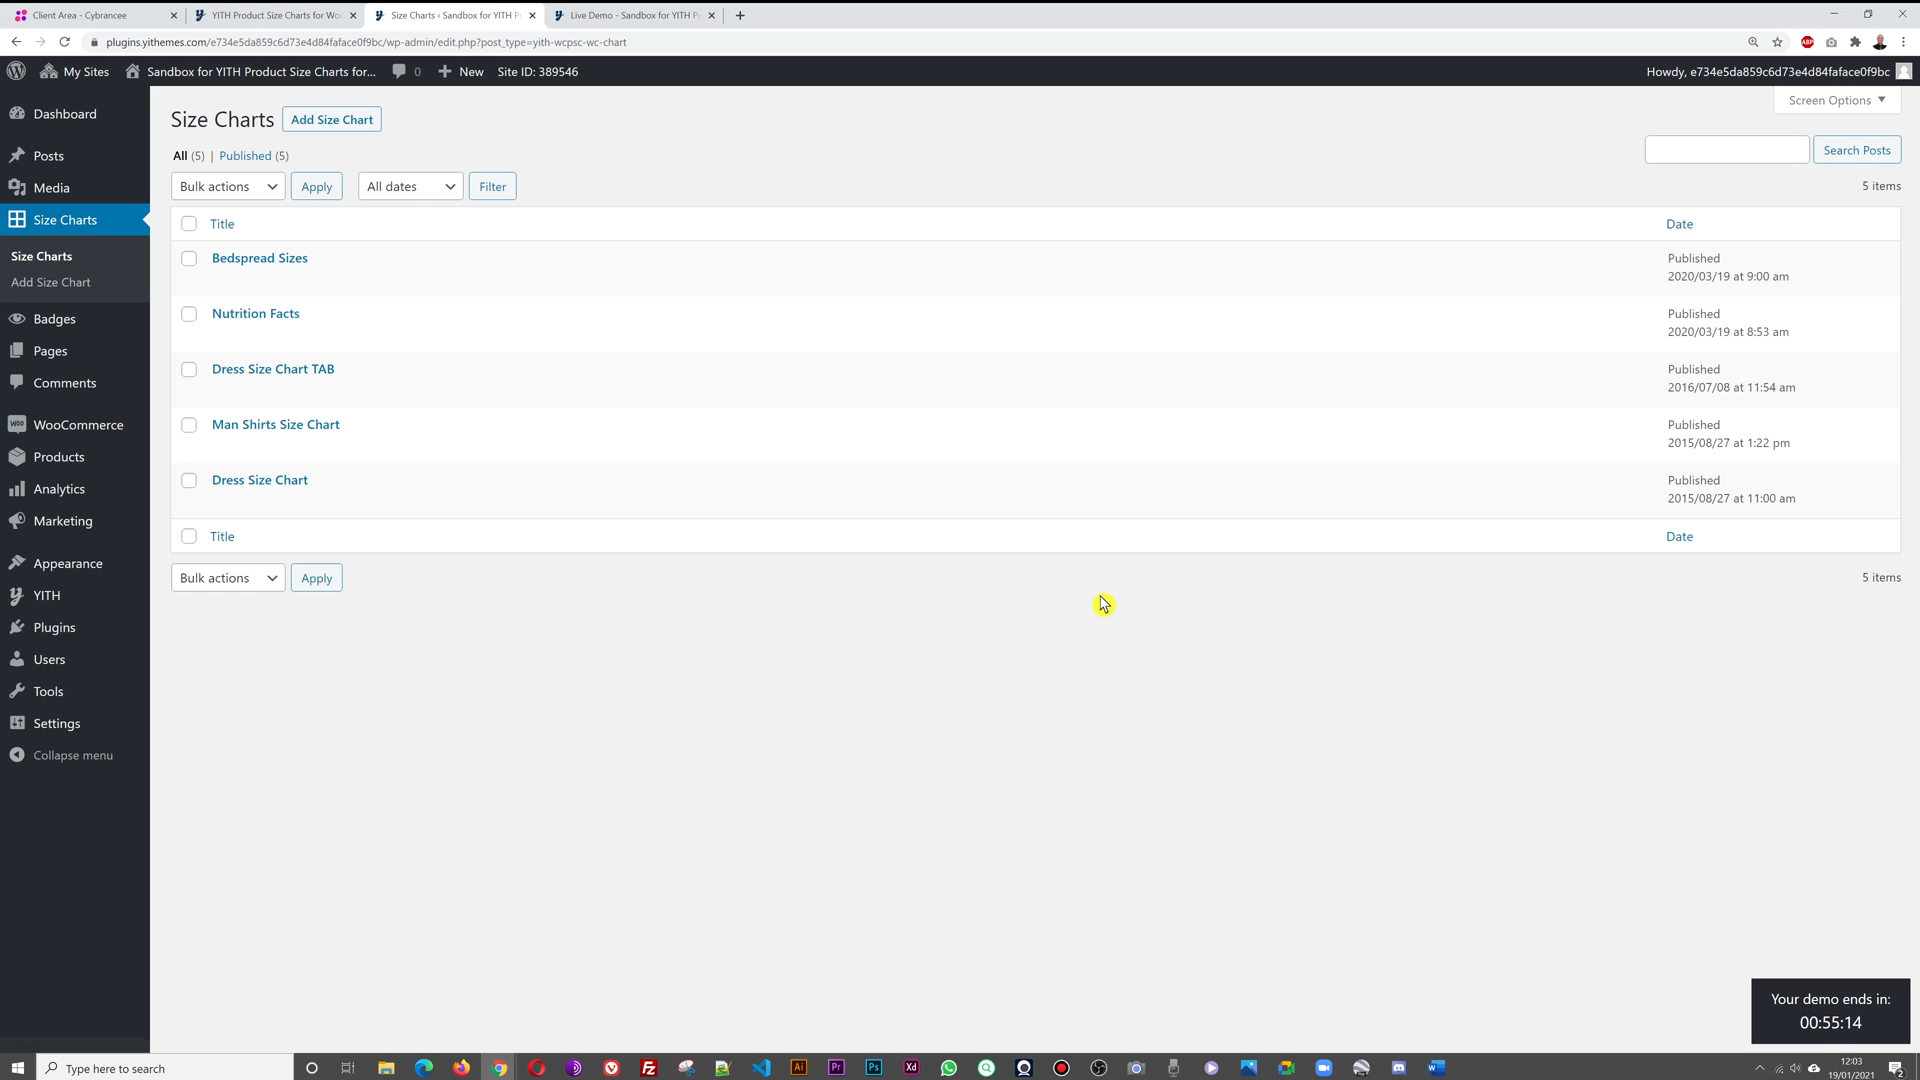 Client Area - Cybrancee
YITH Product Size Charts for Woo
Size Charts ‹ Sandbox for YITH P
Live Demo - Sandbox for YITH P
plugins.yithemes.com/e734e5da859c6d73e4d84faface0f9bc/wp-admin/edit.php?post_type=yith-wcpsc-wc-chart
ABP
My Sites
Sandbox for YITH Product Size Charts for...
0
New
Site ID: 389546
Howdy, e734e5da859c6d73e4d84faface0f9bc
Dashboard
Posts
Media
Size Charts
Size Charts
Add Size Chart
Badges
Pages
Comments
WooCommerce
Products
Analytics
Marketing
Appearance
YITH
Plugins
Users
Tools
Settings
Collapse menu
Screen Options
Size Charts
Add Size Chart
All (5) | Published (5)
Search Posts
Bulk actions
Apply
All dates
Filter
5 items
Title
Date
Bedspread Sizes
Published
2020/03/19 at 9:00 am
Nutrition Facts
Published
2020/03/19 at 8:53 am
Dress Size Chart TAB
Published
2016/07/08 at 11:54 am
Man Shirts Size Chart
Published
2015/08/27 at 1:22 pm
Dress Size Chart
Published
2015/08/27 at 11:00 am
Title
Date
Bulk actions
Apply
5 items
Your demo ends in:
00:55:14
Type here to search
Ai
Pr
Ps
Xd
12:03
19/01/2021
2